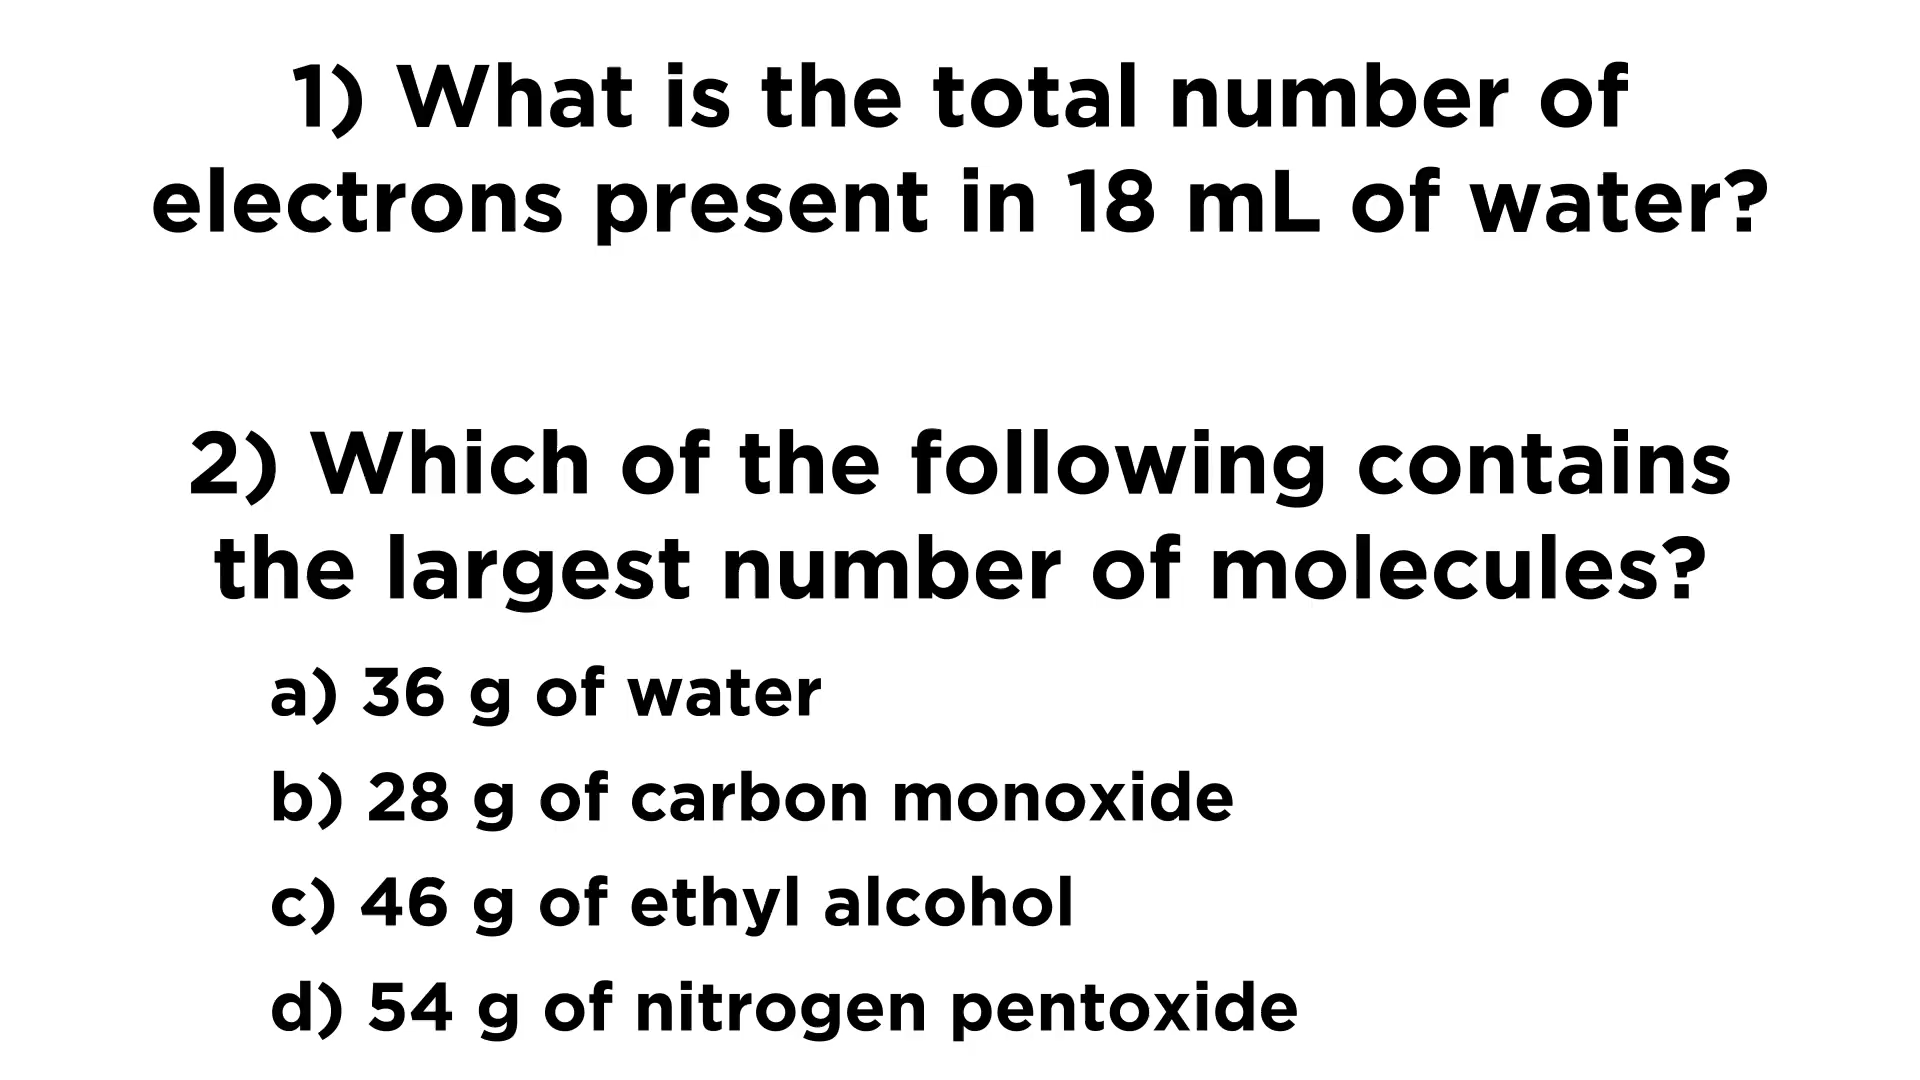 1) What is the total number of
electrons present in 18 mL of water?
2) Which of the following contains
the largest number of molecules?
a) 36 g of water
b) 28 g of carbon monoxide
c) 46 g of ethyl alcohol
d) 54 g of nitrogen pentoxide